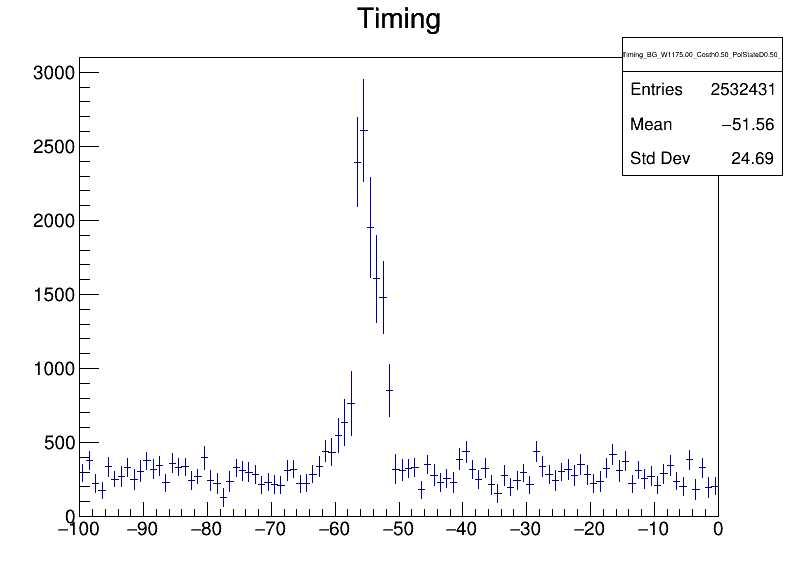 Timing
Timing_BG_W1175.00_Costh0.50_PolStateD0.50_
Entries 2532431
Mean −51.56
Std Dev 24.69
3000
2500
2000
1500
1000
500
0
−100 −90 −80 −70 −60 −50 −40 −30 −20 −10 0